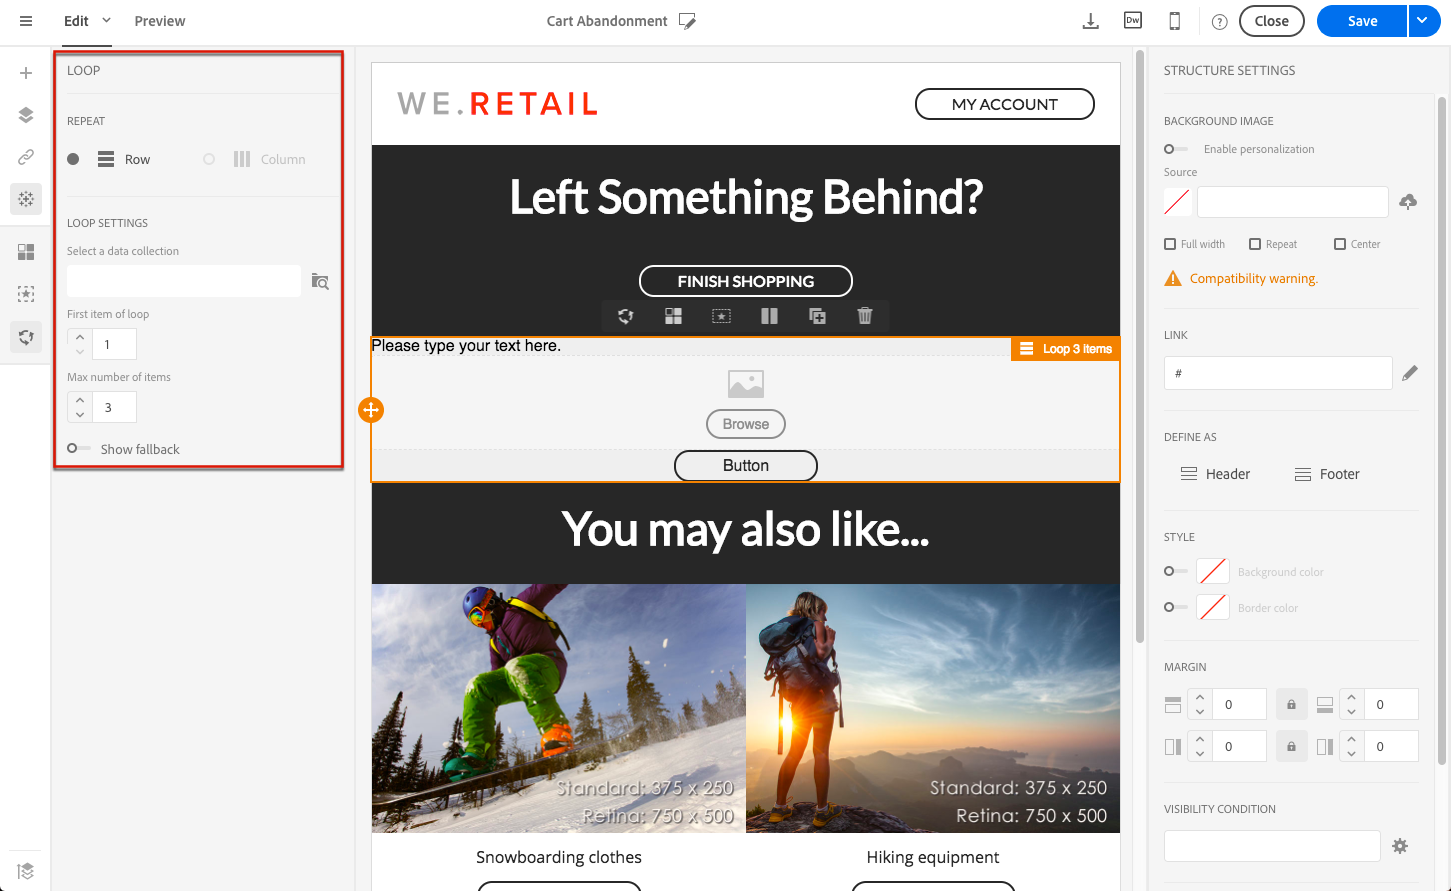 Edit
Preview
Cart Abandonment
Dw
?
Close
Save
LOOP
REPEAT
Row
Column
LOOP SETTINGS
Select a data collection
First item of loop
1
Max number of items
3
Show fallback
WE.RETAIL
MY ACCOUNT
Left Something Behind?
FINISH SHOPPING
Please type your text here.
Loop 3 Items
Browse
Button
You may also like...
Standard: 375 x 250
Retina: 750 x 500
Standard: 375 x 250
Retina: 750 x 500
Snowboarding clothes
Hiking equipment
STRUCTURE SETTINGS
BACKGROUND IMAGE
Enable personalization
Source
Full width
Repeat
Center
Compatibility warning.
LINK
#
DEFINE AS
Header
Footer
STYLE
Background color
Border color
MARGIN
0
0
0
0
VISIBILITY CONDITION